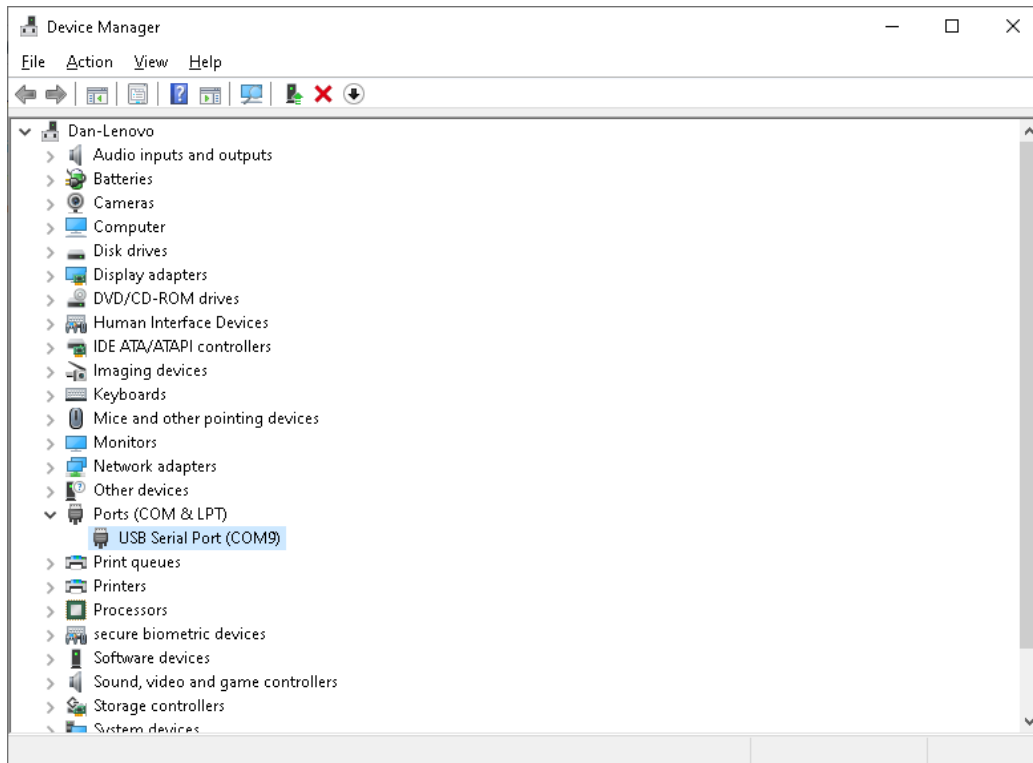 Device Manager
File Action View Help
Dan-Lenovo
Audio inputs and outputs
Batteries
Cameras
Computer
Disk drives
Display adapters
DVD/CD-ROM drives
Human Interface Devices
IDE ATA/ATAPI controllers
Imaging devices
Keyboards
Mice and other pointing devices
Monitors
Network adapters
Other devices
Ports (COM & LPT)
USB Serial Port (COM9)
Print queues
Printers
Processors
secure biometric devices
Software devices
Sound, video and game controllers
Storage controllers
System devices